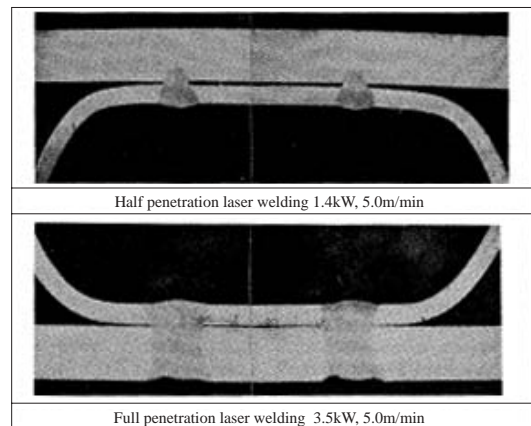 Half penetration laser welding 1.4kW, 5.0m/min
Full penetration laser welding 3.5kW, 5.0m/min